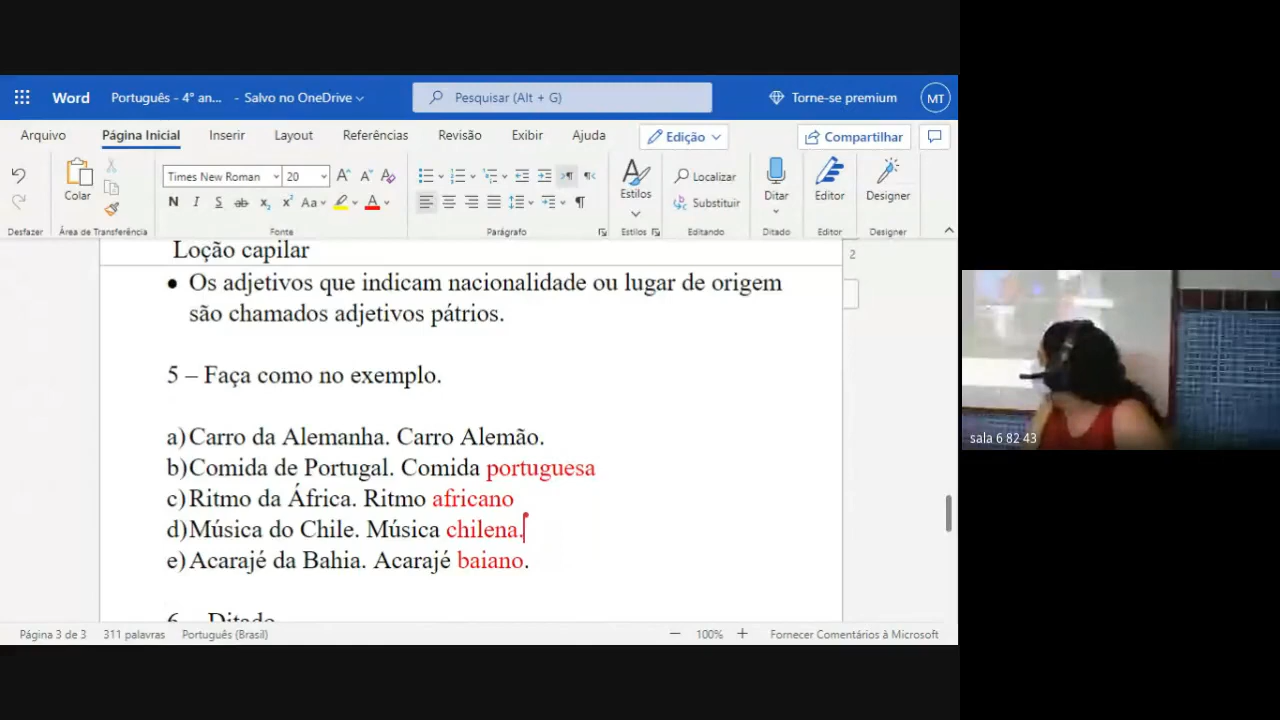 Word Português - 4° an... - Salvo no OneDrive Pesquisar (Alt + G) Torne-se premium MT
Arquivo Página Inicial Inserir Layout Referências Revisão Exibir Ajuda Edição Compartilhar
Colar Times New Roman 20 Aa Estilos Localizar Substituir Ditar Editor Designer
Desfazer Área de Transferência Fonte Parágrafo Estilos Editando Ditado Editor Designer
Loção capilar
2
• Os adjetivos que indicam nacionalidade ou lugar de origem
são chamados adjetivos pátrios.
5 – Faça como no exemplo.
a) Carro da Alemanha. Carro Alemão.
b) Comida de Portugal. Comida portuguesa
c) Ritmo da África. Ritmo africano
d) Música do Chile. Música chilena.
e) Acarajé da Bahia. Acarajé baiano.
6 – Ditado
Página 3 de 3 311 palavras Português (Brasil) 100% Fornecer Comentários à Microsoft
sala 6 82 43